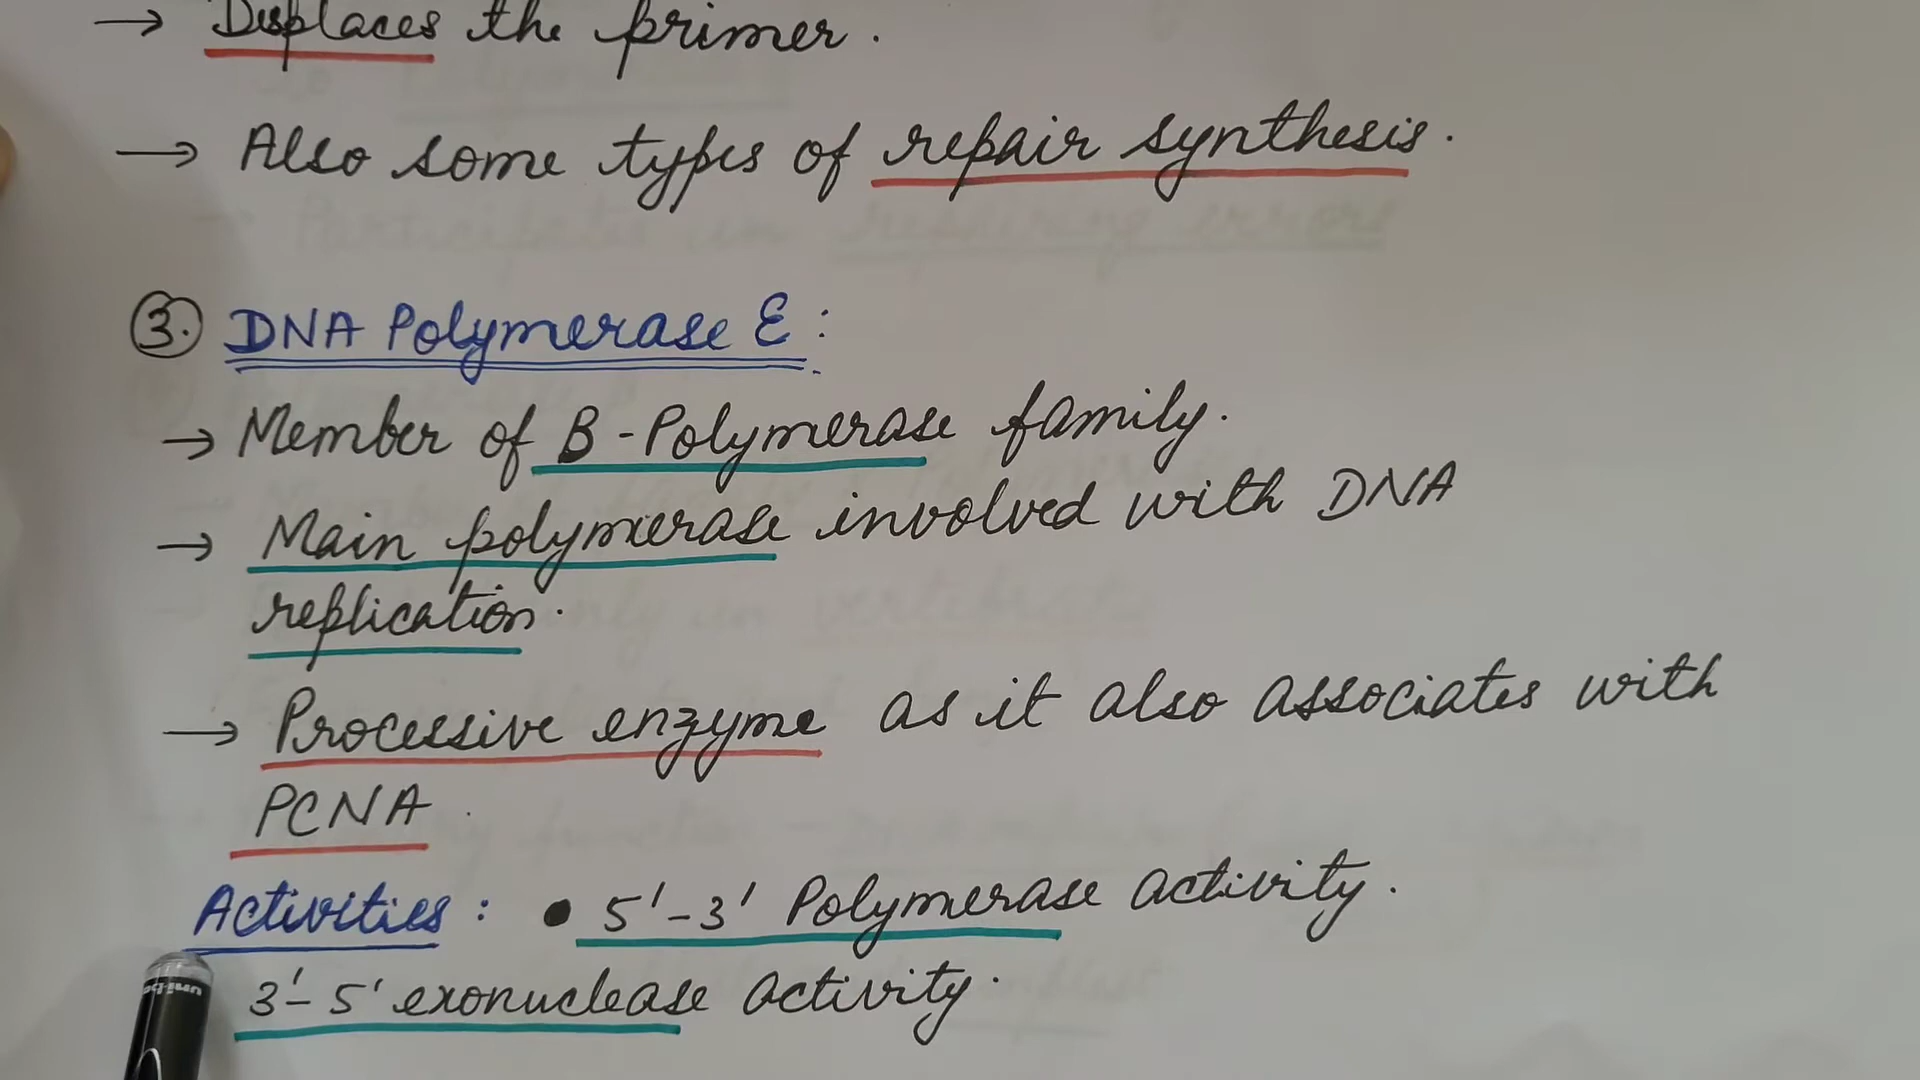 → Displaces the primer.
→ Also some types of repair synthesis.
3. DNA Polymerase Ɛ :
→ Member of B-Polymerase family.
→ Main polymerase involved with DNA
replication.
→ Processive enzyme as it also associates with
PCNA.
Activities : • 5'-3' Polymerase activity.
3'-5' exonuclease activity.